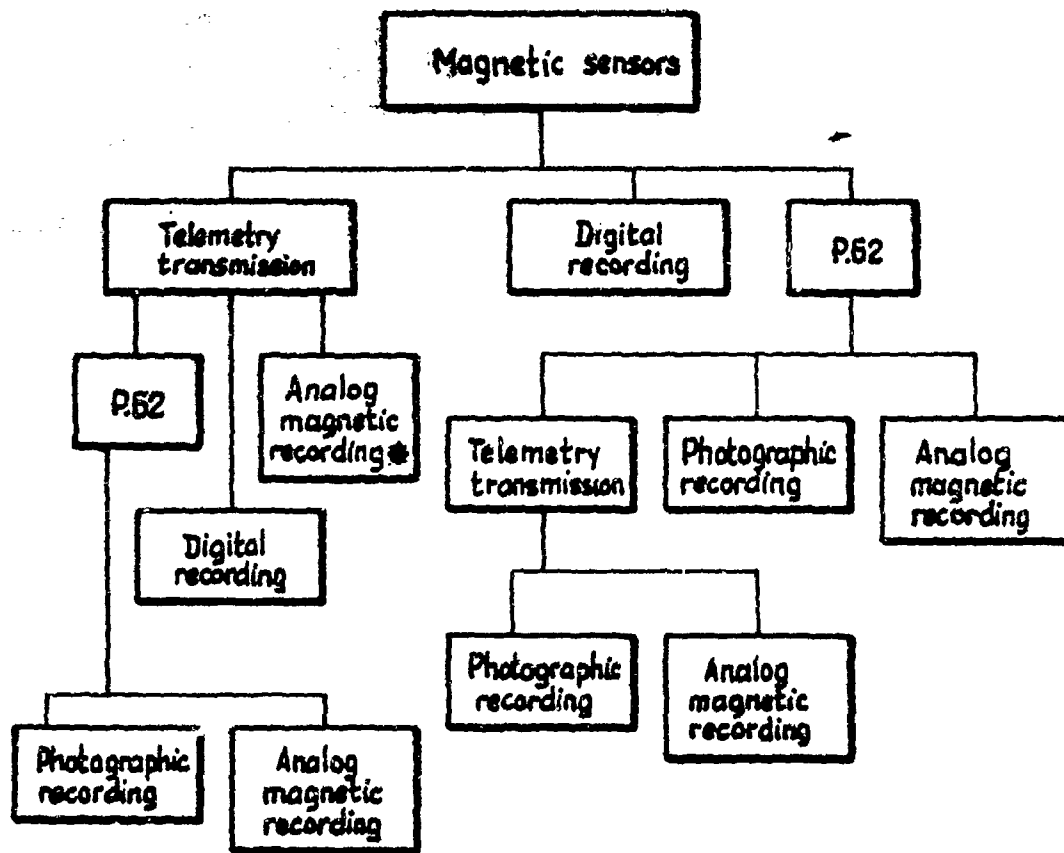 Magnetic sensors
Telemetry
transmission
Digital
recording
P.62
P.62
Analog
magnetic
recording*
Telemetry
transmission
Photographic
recording
Analog
magnetic
recording
Digital
recording
Photographic
recording
Analog
magnetic
recording
Photographic
recording
Analog
magnetic
recording